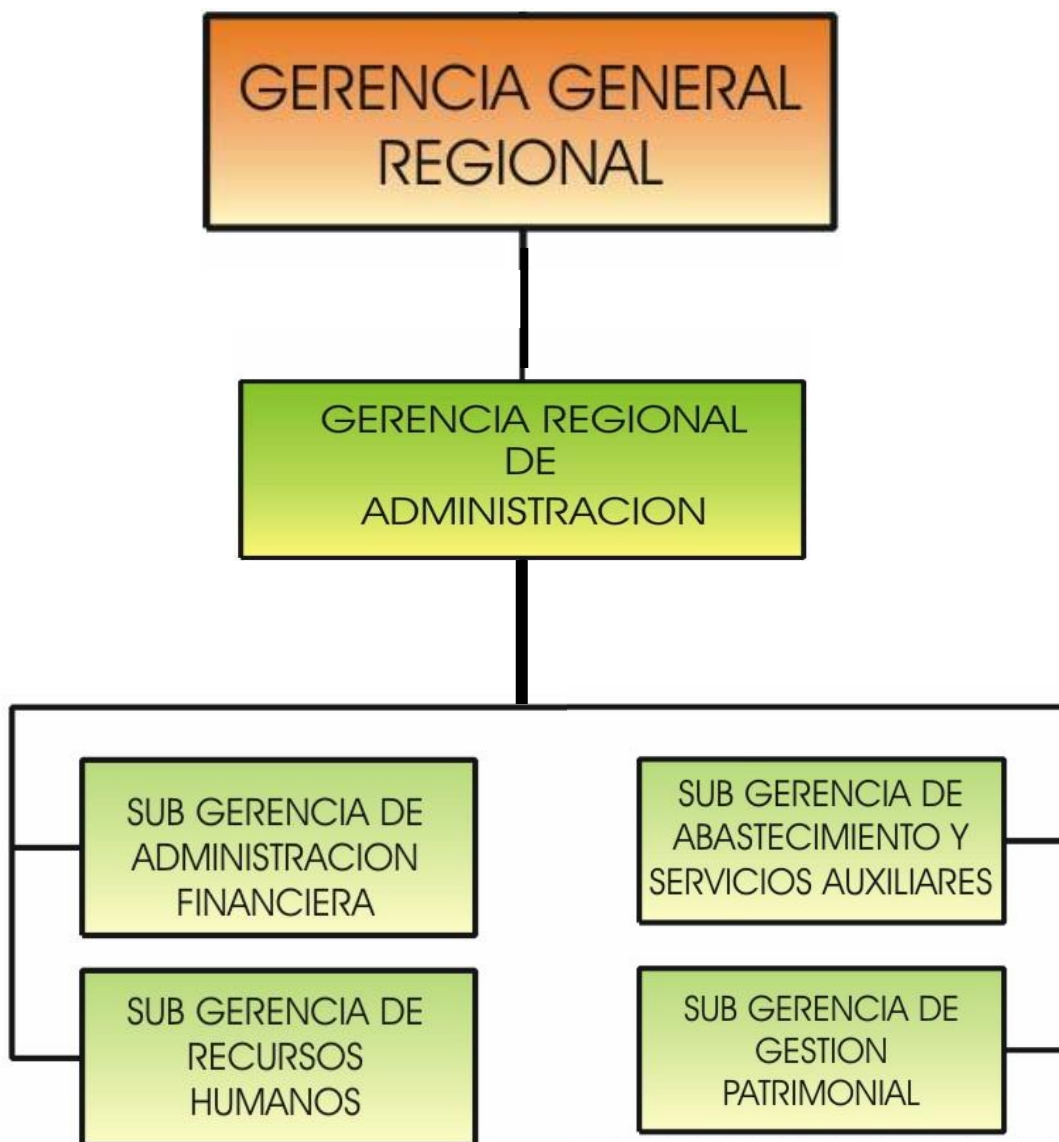 GERENCIA GENERAL
REGIONAL
GERENCIA REGIONAL
DE
ADMINISTRACION
SUB GERENCIA DE
ADMINISTRACION
FINANCIERA
SUB GERENCIA DE
ABASTECIMIENTO Y
SERVICIOS AUXILIARES
SUB GERENCIA DE
RECURSOS
HUMANOS
SUB GERENCIA DE
GESTION
PATRIMONIAL